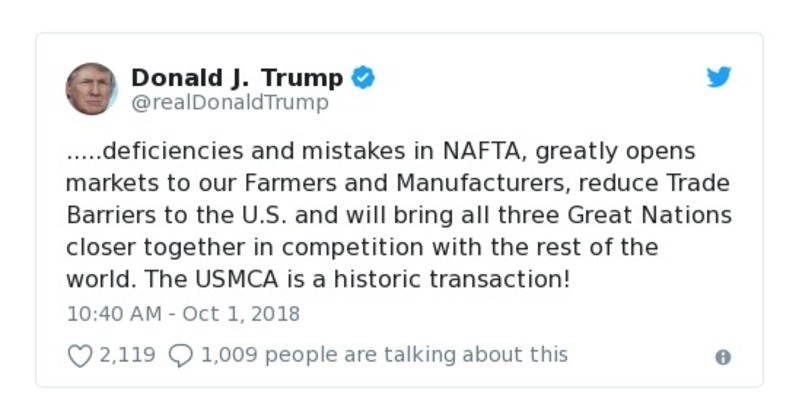 Donald J. Trump
@realDonaldTrump
.....deficiencies and mistakes in NAFTA, greatly opens
markets to our Farmers and Manufacturers, reduce Trade
Barriers to the U.S. and will bring all three Great Nations
closer together in competition with the rest of the
world. The USMCA is a historic transaction!
10:40 AM - Oct 1, 2018
2,119 1,009 people are talking about this